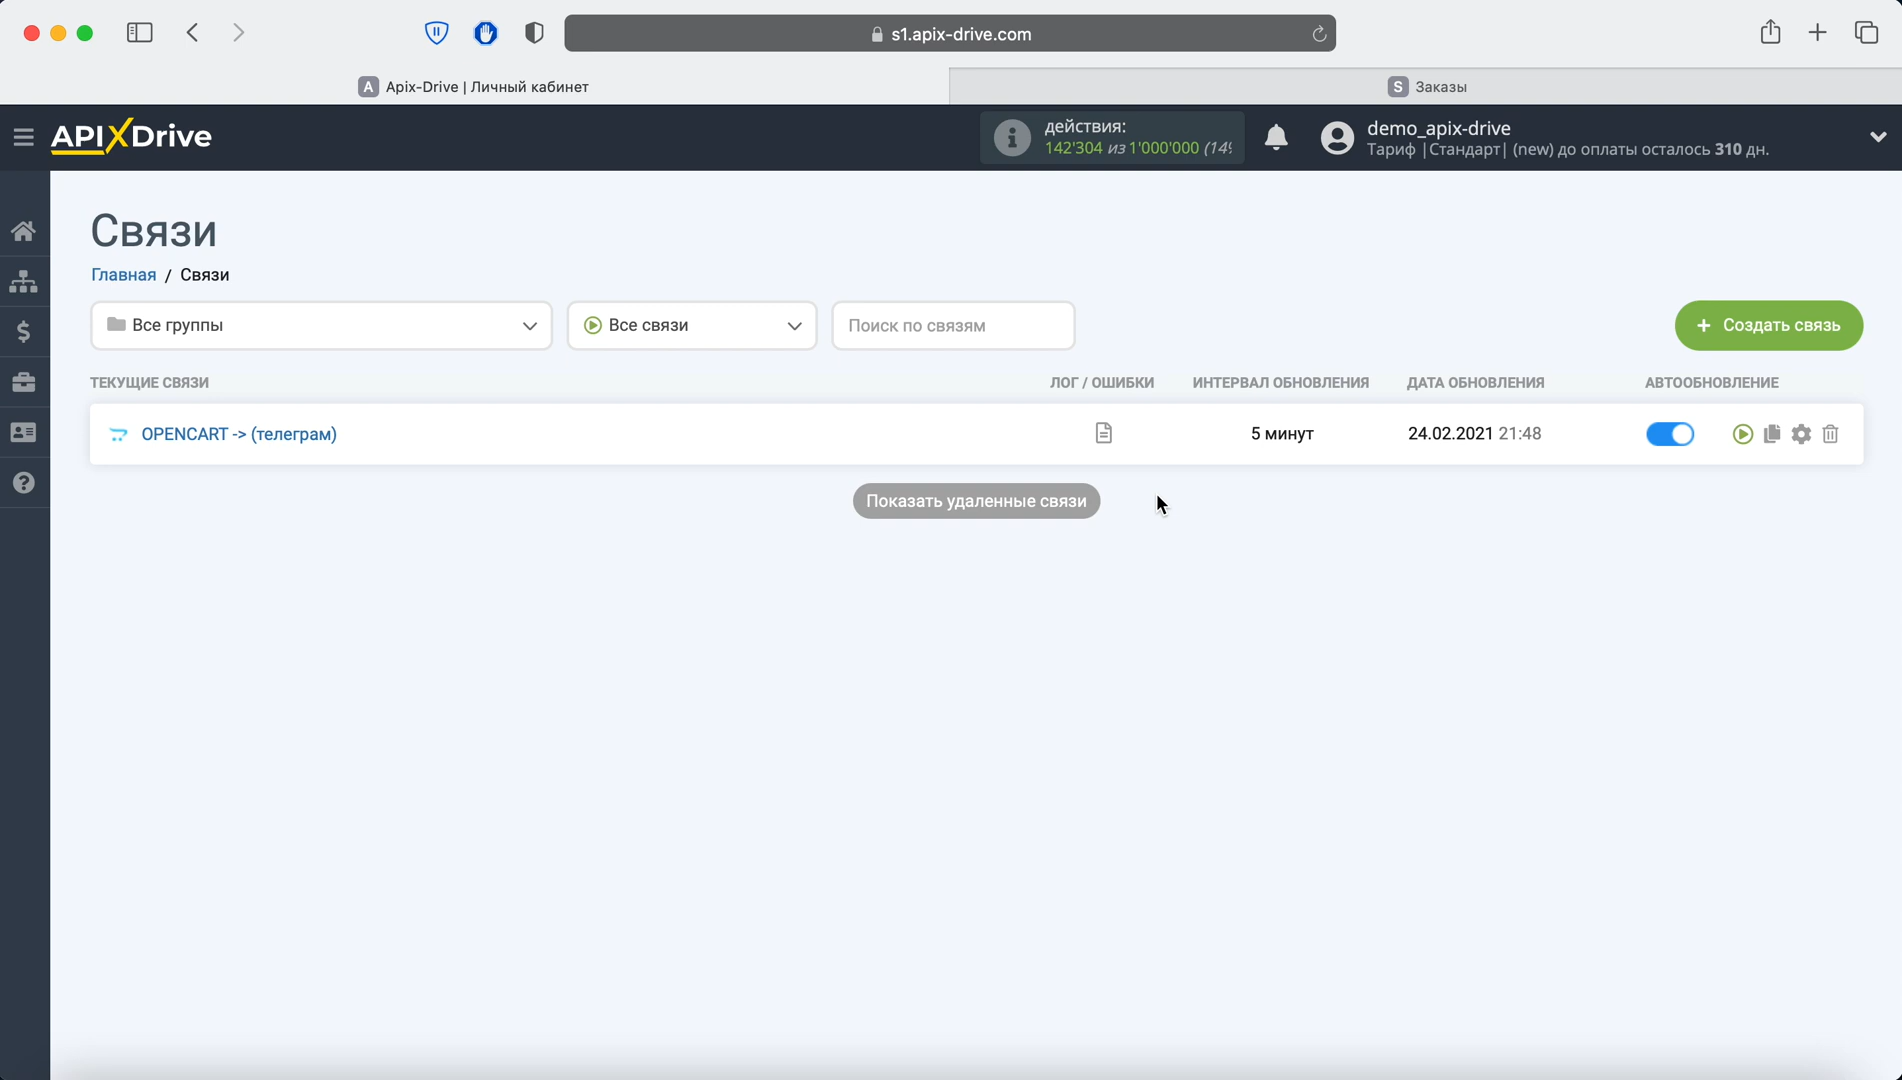 s1.apix-drive.com
A Apix-Drive | Личный кабинет
S Заказы
APIXDrive
действия:
142'304 из 1'000'000 (14%
demo_apix-drive
Тариф |Стандарт| (new) до оплаты осталось 310 дн.
Связи
Главная / Связи
Все группы
Все связи
Поиск по связям
+ Создать связь
ТЕКУЩИЕ СВЯЗИ
ЛОГ / ОШИБКИ
ИНТЕРВАЛ ОБНОВЛЕНИЯ
ДАТА ОБНОВЛЕНИЯ
АВТООБНОВЛЕНИЕ
OPENCART -> (телеграм)
5 минут
24.02.2021 21:48
Показать удаленные связи